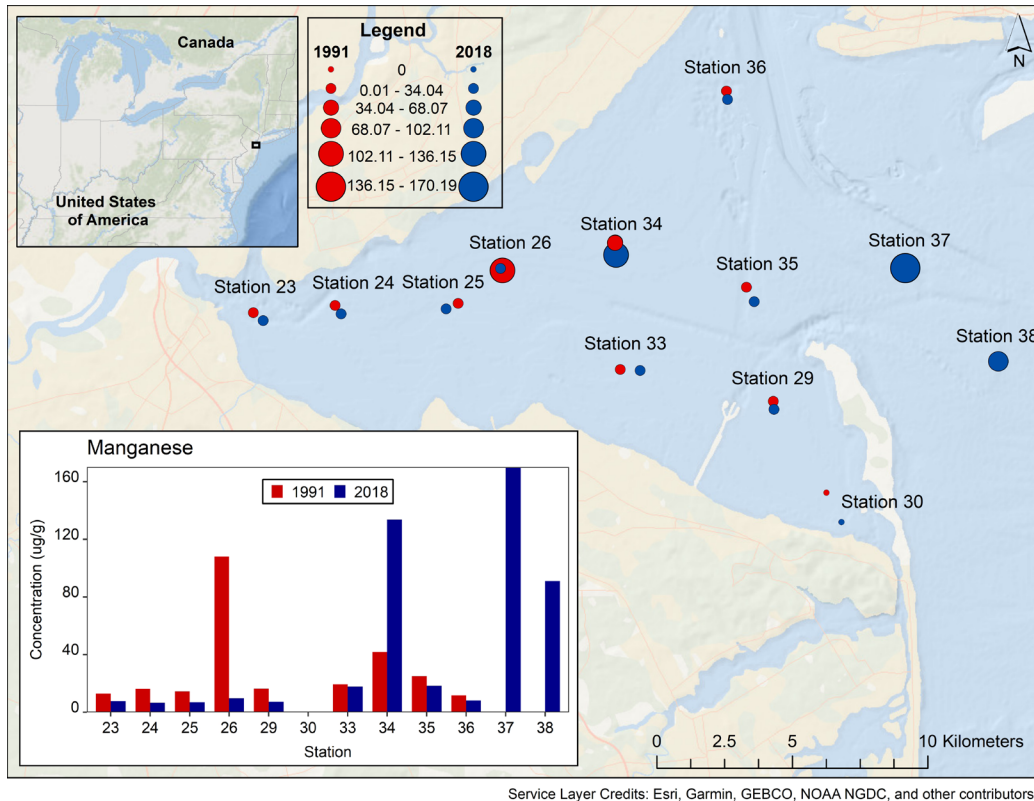 Canada
United States
of America
Legend
1991 2018
0
0.01 - 34.04
34.04 - 68.07
68.07 - 102.11
102.11 - 136.15
136.15 - 170.19
N
Station 36
Station 34
Station 26
Station 37
Station 35
Station 23
Station 24
Station 25
Station 38
Station 33
Station 29
Station 30
Manganese
1991 2018
Concentration (ug/g)
160
120
80
40
0
23 24 25 26 29 30 33 34 35 36 37 38
Station
0 2.5 5 10 Kilometers
Service Layer Credits: Esri, Garmin, GEBCO, NOAA NGDC, and other contributors